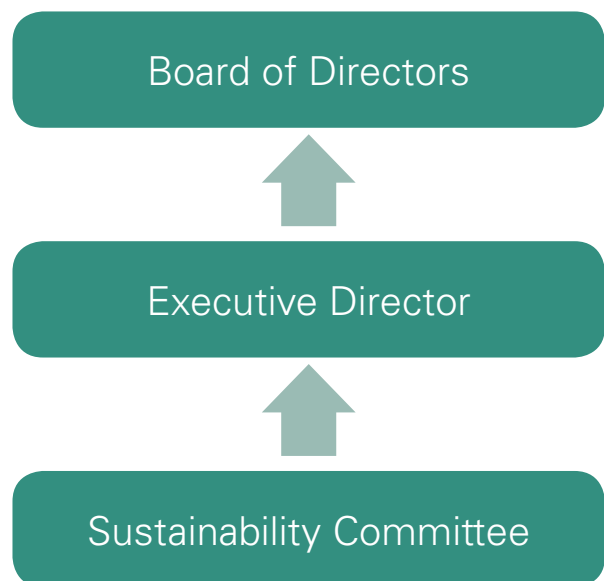 Board of Directors
Executive Director
Sustainability Committee